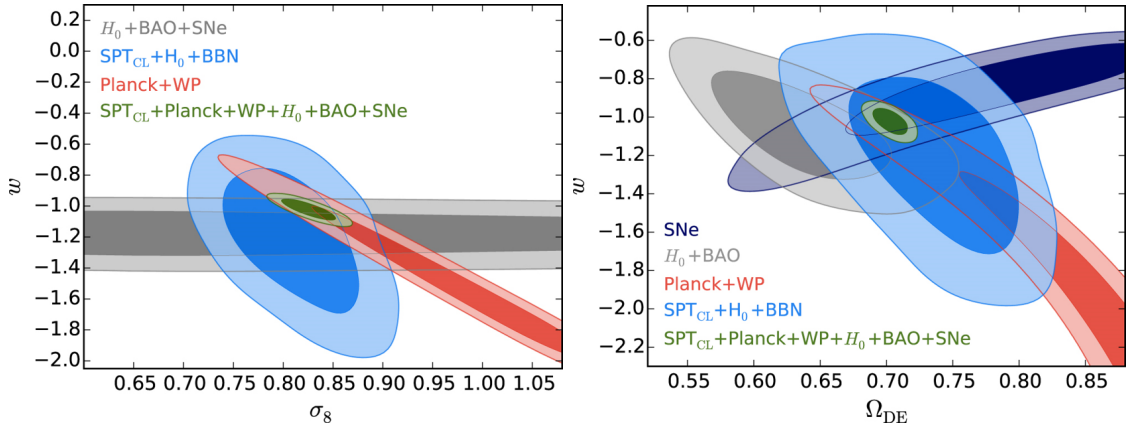 H₀+BAO+SNe
SPT_CL+H₀+BBN
Planck+WP
SPT_CL+Planck+WP+H₀+BAO+SNe
w
0.2
0.0
−0.2
−0.4
−0.6
−0.8
−1.0
−1.2
−1.4
−1.6
−1.8
−2.0
0.65 0.70 0.75 0.80 0.85 0.90 0.95 1.00 1.05
σ₈
w
−0.6
−0.8
−1.0
−1.2
−1.4
−1.6
−1.8
−2.0
−2.2
SNe
H₀+BAO
Planck+WP
SPT_CL+H₀+BBN
SPT_CL+Planck+WP+H₀+BAO+SNe
0.55 0.60 0.65 0.70 0.75 0.80 0.85
Ω_DE